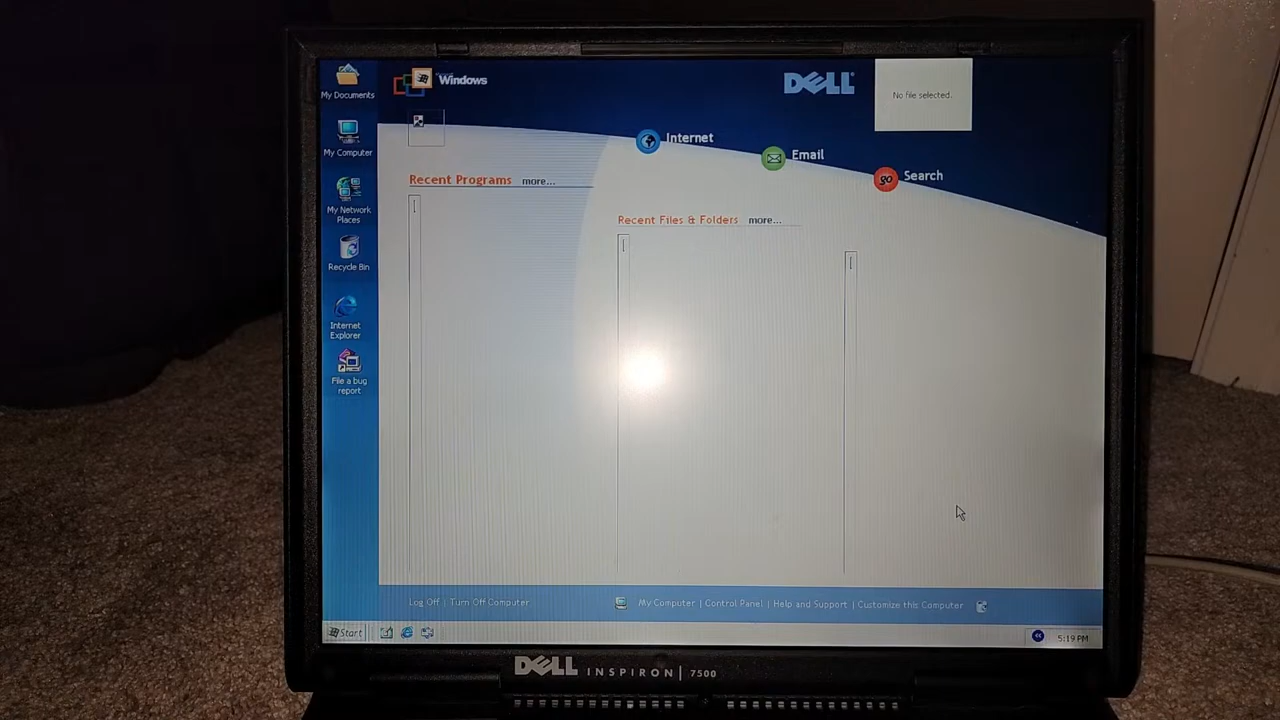 My Documents
My Computer
My Network
Places
Recycle Bin
Internet
Explorer
File a bug
report
Windows
DELL
No file selected.
Internet
Email
go
Search
Recent Programs more...
Recent Files & Folders more...
Log Off | Turn Off Computer
My Computer | Control Panel | Help and Support | Customize this Computer
Start
5:19 PM
DELL INSPIRON 7500